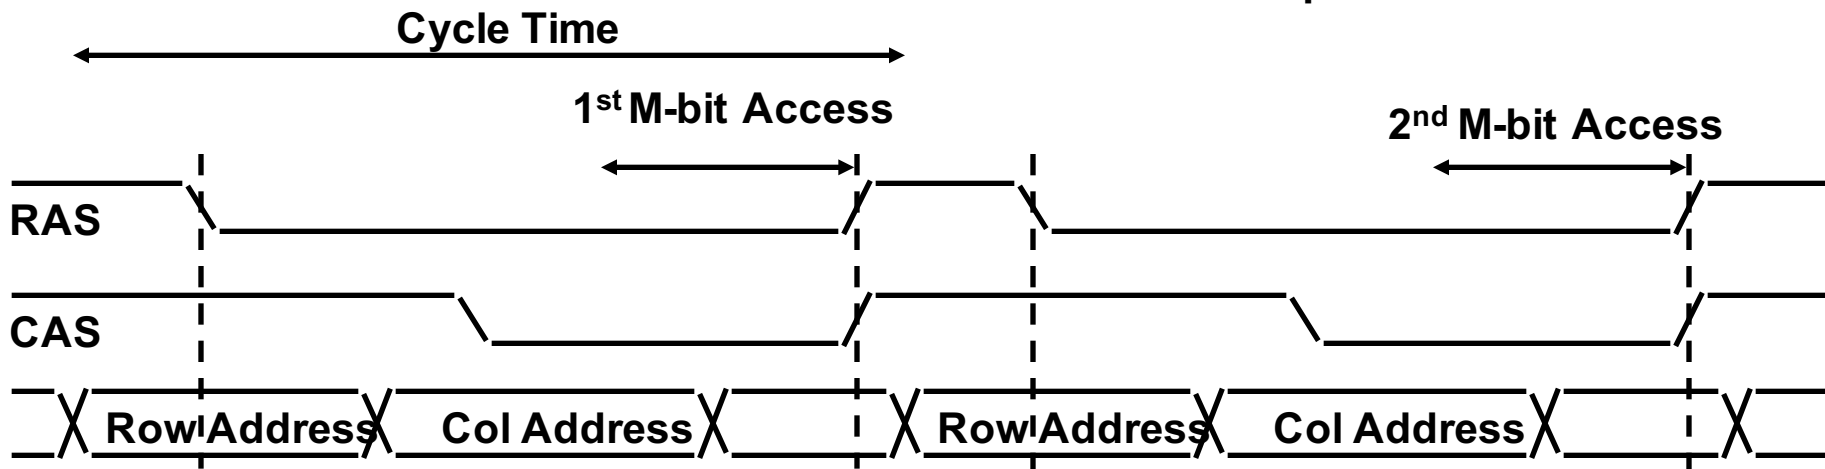 Cycle Time
1st M-bit Access
2nd M-bit Access
RAS
CAS
Row Address Col Address Row Address Col Address